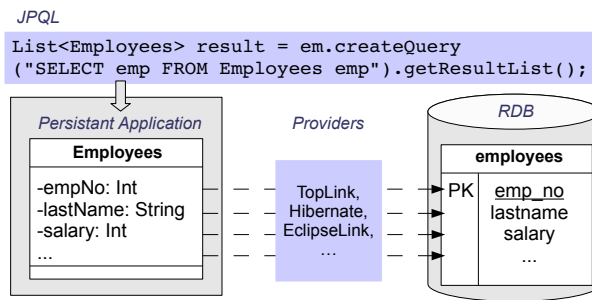 JPQL
List<Employees> result = em.createQuery
("SELECT emp FROM Employees emp").getResultList();
Persistant Application
Employees
-empNo: Int
-lastName: String
-salary: Int
...
Providers
TopLink,
Hibernate,
EclipseLink,
...
RDB
employees
PK
emp_no
lastname
salary
...